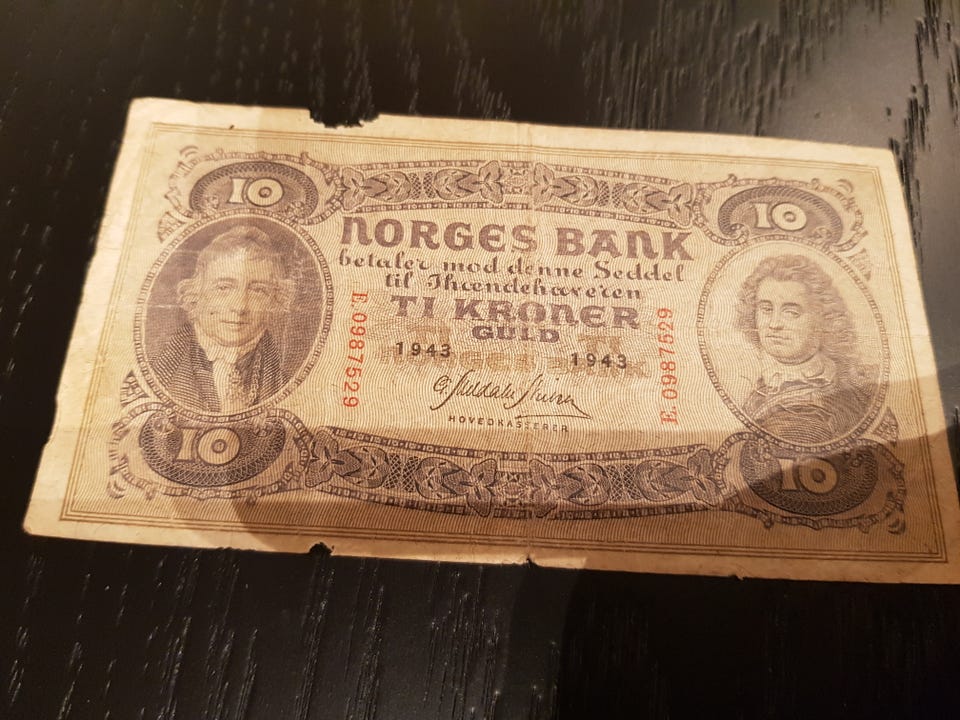 10
10
NORGES BANK
betaler mod denne Seddel
til Ihændehaveren
TI KRONER
GULD
1943
1943
E.0987529
E.0987529
HOVEDKASSERER
10
10